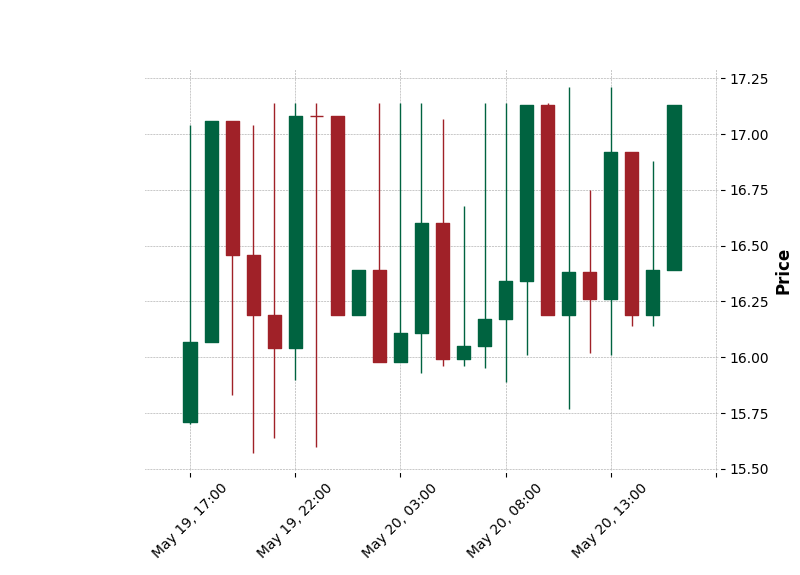 17.25
17.00
16.75
16.50
16.25
16.00
15.75
15.50
Price
May 19, 17:00
May 19, 22:00
May 20, 03:00
May 20, 08:00
May 20, 13:00